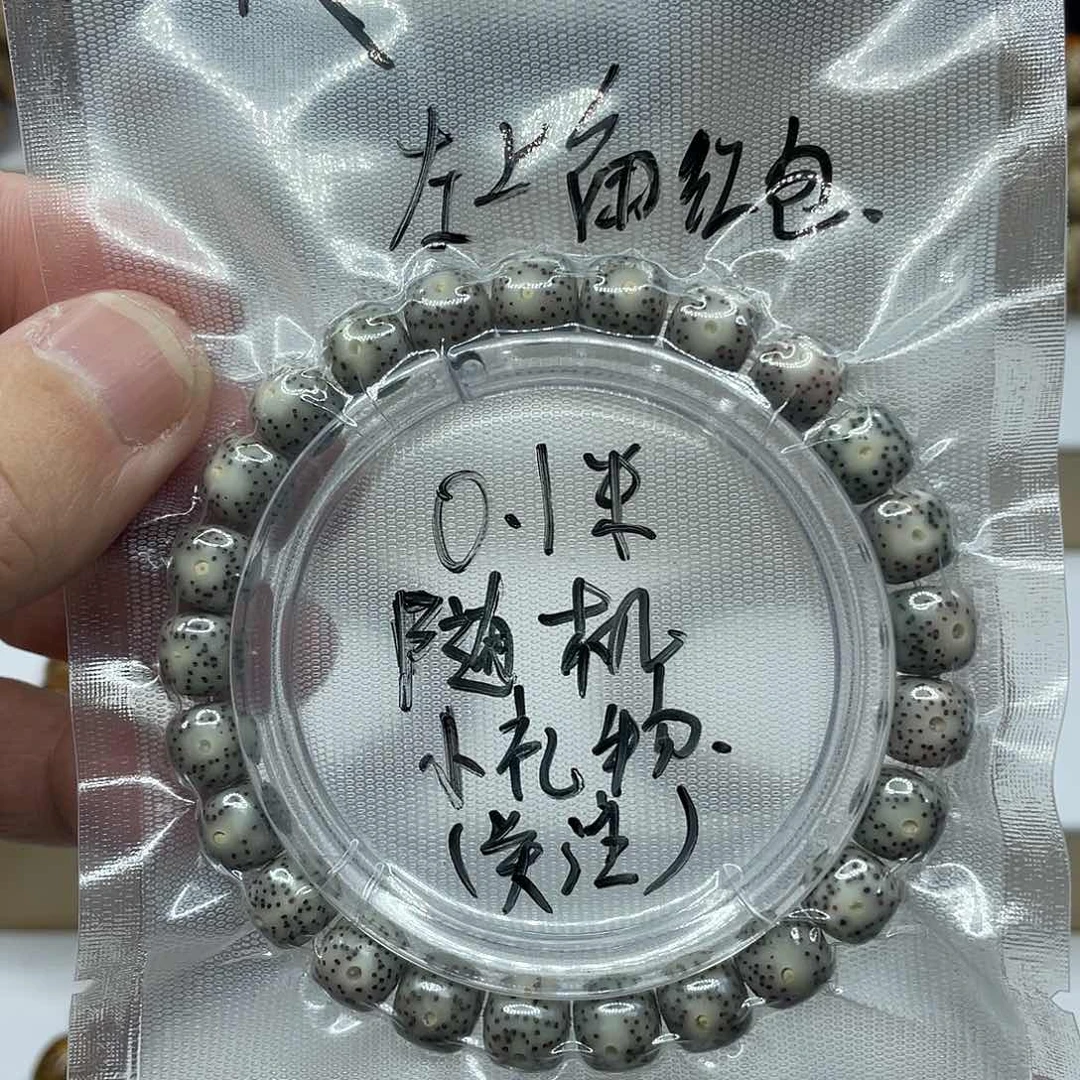 左上角红包.
0.1米
随机
小礼物.
(关注)